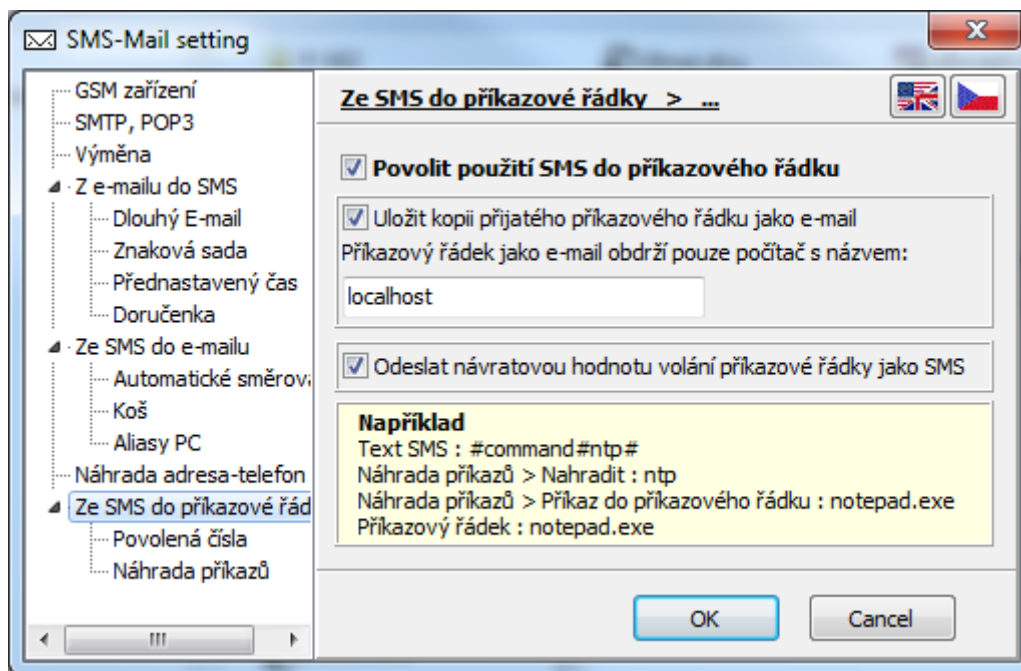 SMS-Mail setting
GSM zařízení
SMTP, POP3
Výměna
Z e-mailu do SMS
Dlouhý E-mail
Znaková sada
Přednastavený čas
Doručenka
Ze SMS do e-mailu
Automatické směrova
Koš
Aliasy PC
Náhrada adresa-telefon
Ze SMS do příkazové řád
Povolená čísla
Náhrada příkazů
Ze SMS do příkazové řádky > ...
Povolit použití SMS do příkazového řádku
Uložit kopii přijatého příkazového řádku jako e-mail
Příkazový řádek jako e-mail obdrží pouze počítač s názvem:
localhost
Odeslat návratovou hodnotu volání příkazové řádky jako SMS
Například
Text SMS : #command#ntp#
Náhrada příkazů > Nahradit : ntp
Náhrada příkazů > Příkaz do příkazového řádku : notepad.exe
Příkazový řádek : notepad.exe
OK
Cancel